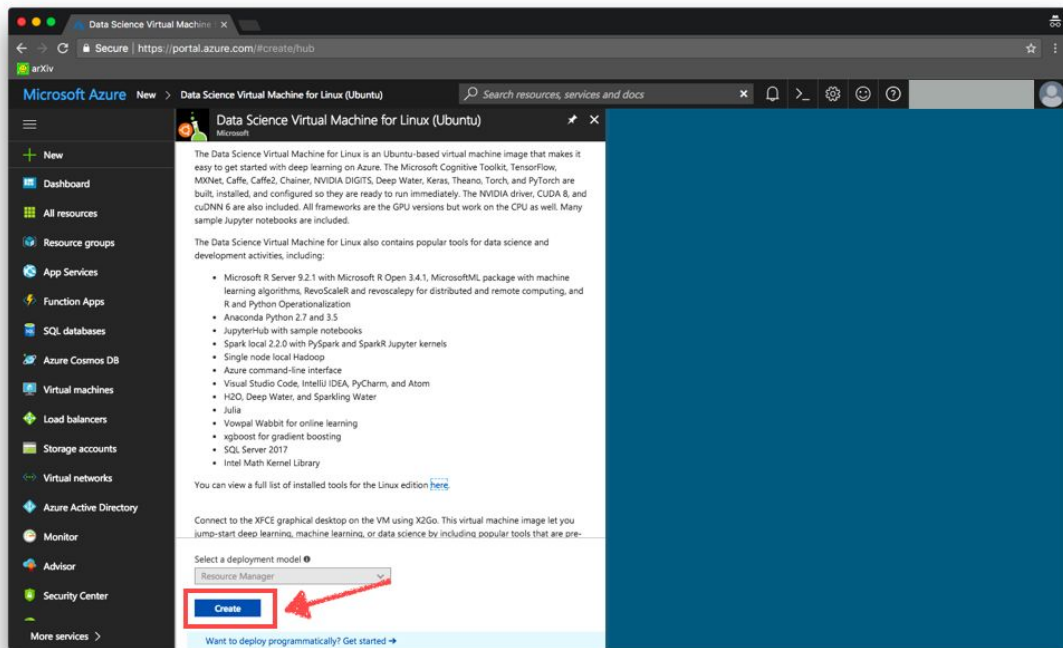 Data Science Virtual Machine
Secure | https://portal.azure.com/#create/hub
arXiv
Microsoft Azure New > Data Science Virtual Machine for Linux (Ubuntu) Search resources, services and docs
Data Science Virtual Machine for Linux (Ubuntu)
Microsoft
New
Dashboard
All resources
Resource groups
App Services
Function Apps
SQL databases
Azure Cosmos DB
Virtual machines
Load balancers
Storage accounts
Virtual networks
Azure Active Directory
Monitor
Advisor
Security Center
More services >
The Data Science Virtual Machine for Linux is an Ubuntu-based virtual machine image that makes it
easy to get started with deep learning on Azure. The Microsoft Cognitive Toolkit, TensorFlow,
MXNet, Caffe, Caffe2, Chainer, NVIDIA DIGITS, Deep Water, Keras, Theano, Torch, and PyTorch are
built, installed, and configured so they are ready to run immediately. The NVIDIA driver, CUDA 8, and
cuDNN 6 are also included. All frameworks are the GPU versions but work on the CPU as well. Many
sample Jupyter notebooks are included.
The Data Science Virtual Machine for Linux also contains popular tools for data science and
development activities, including:
• Microsoft R Server 9.2.1 with Microsoft R Open 3.4.1, MicrosoftML package with machine
learning algorithms, RevoScaleR and revoscalepy for distributed and remote computing, and
R and Python Operationalization
• Anaconda Python 2.7 and 3.5
• JupyterHub with sample notebooks
• Spark local 2.2.0 with PySpark and SparkR Jupyter kernels
• Single node local Hadoop
• Azure command-line interface
• Visual Studio Code, IntelliJ IDEA, PyCharm, and Atom
• H2O, Deep Water, and Sparkling Water
• Julia
• Vowpal Wabbit for online learning
• xgboost for gradient boosting
• SQL Server 2017
• Intel Math Kernel Library
You can view a full list of installed tools for the Linux edition here.
Connect to the XFCE graphical desktop on the VM using X2Go. This virtual machine image let you
jump-start deep learning, machine learning, or data science by including popular tools that are pre-
Select a deployment model
Resource Manager
Create
Want to deploy programmatically? Get started →